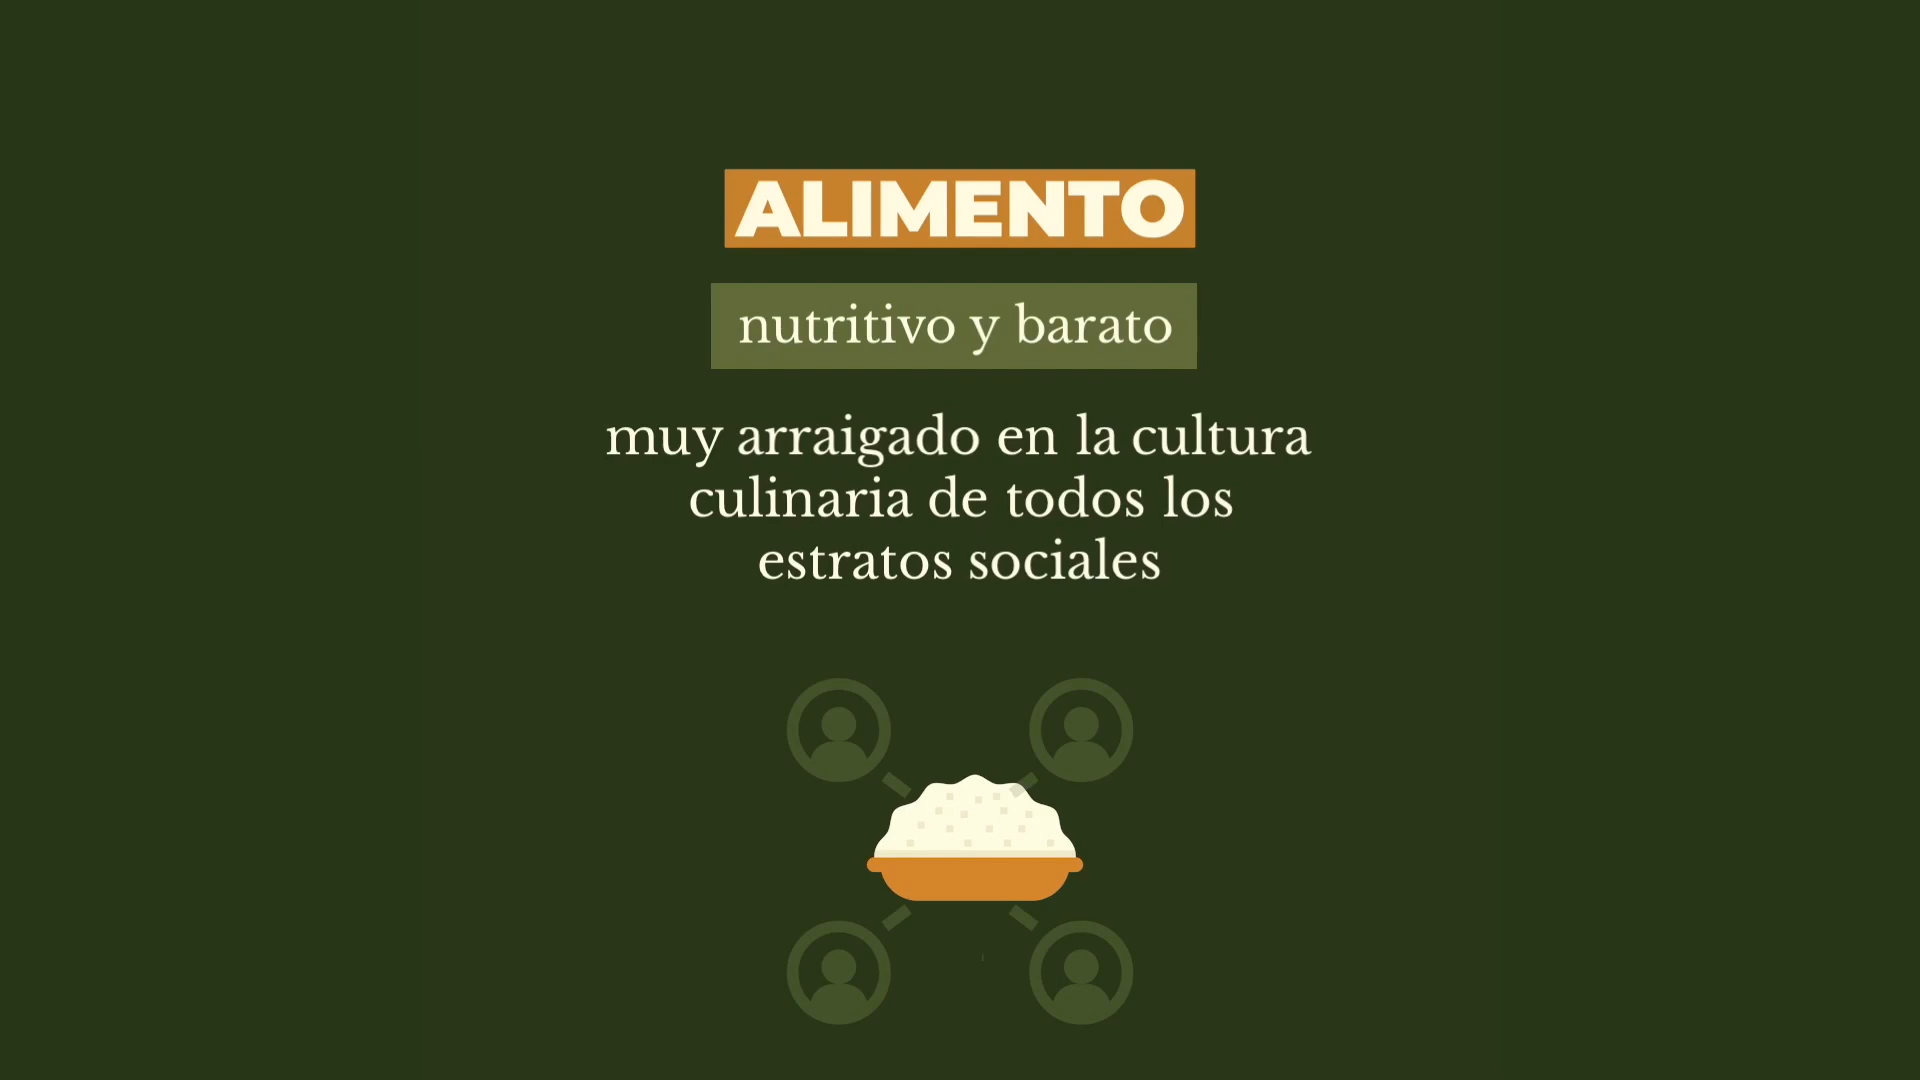 ALIMENTO
nutritivo y barato
muy arraigado en la cultura
culinaria de todos los
estratos sociales